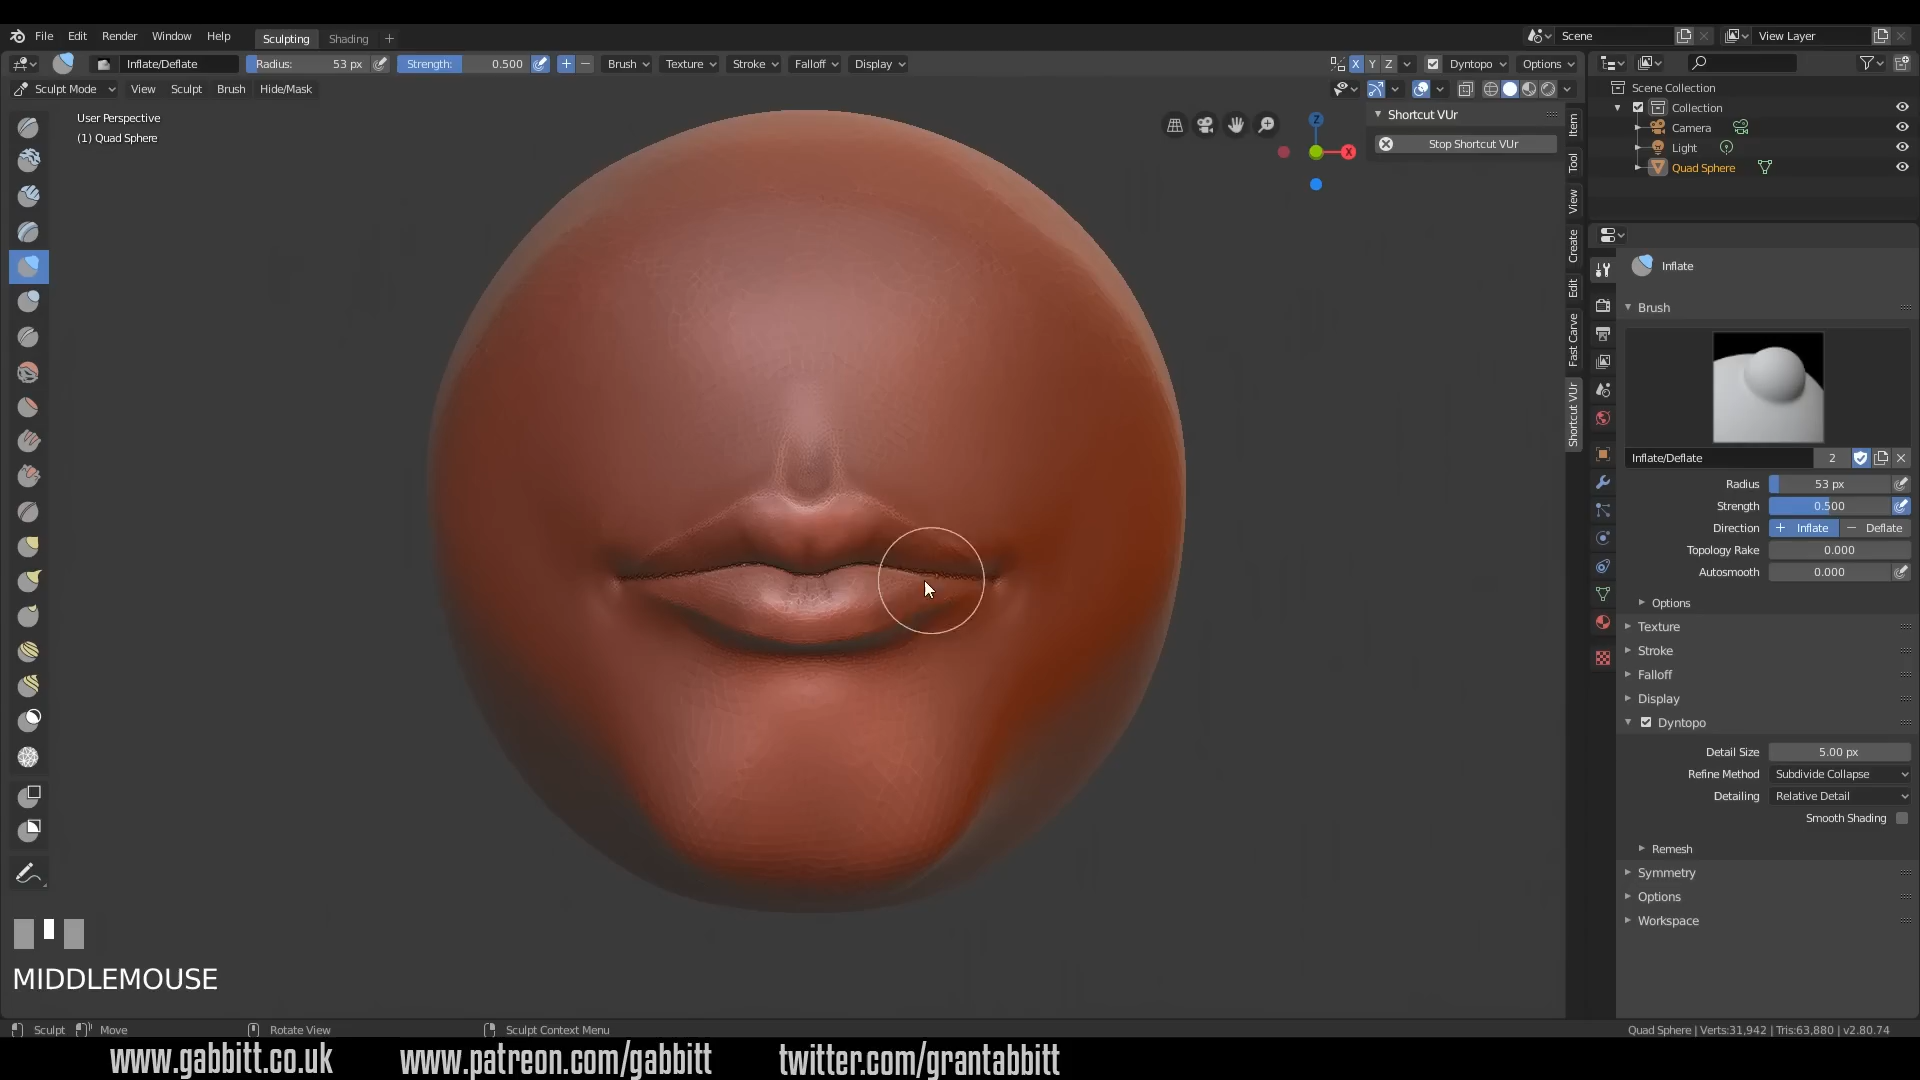 File Edit Render Window Help Sculpting Shading + Scene View Layer
Inflate/Deflate Radius: 53 px Strength: 0.500 Brush Texture Stroke Falloff Display X Y Z Dyntopo Options
Sculpt Mode View Sculpt Brush Hide/Mask
User Perspective
(1) Quad Sphere
Z
X
Shortcut VUr
Stop Shortcut VUr
Item
Tool
View
Create
Edit
Fast Carve
Shortcut VUr
Scene Collection
Collection
Camera
Light
Quad Sphere
Inflate
Brush
Inflate/Deflate 2
Radius 53 px
Strength 0.500
Direction + Inflate − Deflate
Topology Rake 0.000
Autosmooth 0.000
Options
Texture
Stroke
Falloff
Display
Dyntopo
Detail Size 5.00 px
Refine Method Subdivide Collapse
Detailing Relative Detail
Smooth Shading
Remesh
Symmetry
Options
Workspace
MIDDLEMOUSE
Sculpt Move Rotate View Sculpt Context Menu Quad Sphere | Verts:31,942 | Tris:63,880 | v2.80.74
www.gabbitt.co.uk www.patreon.com/gabbitt twitter.com/grantabbitt